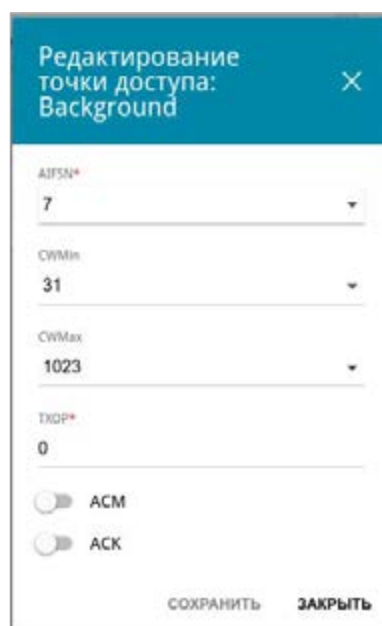 Редактирование
точки доступа:
Background
AIFSN*
7
CWMin
31
CWMax
1023
TXOP*
0
ACM
ACK
СОХРАНИТЬ ЗАКРЫТЬ